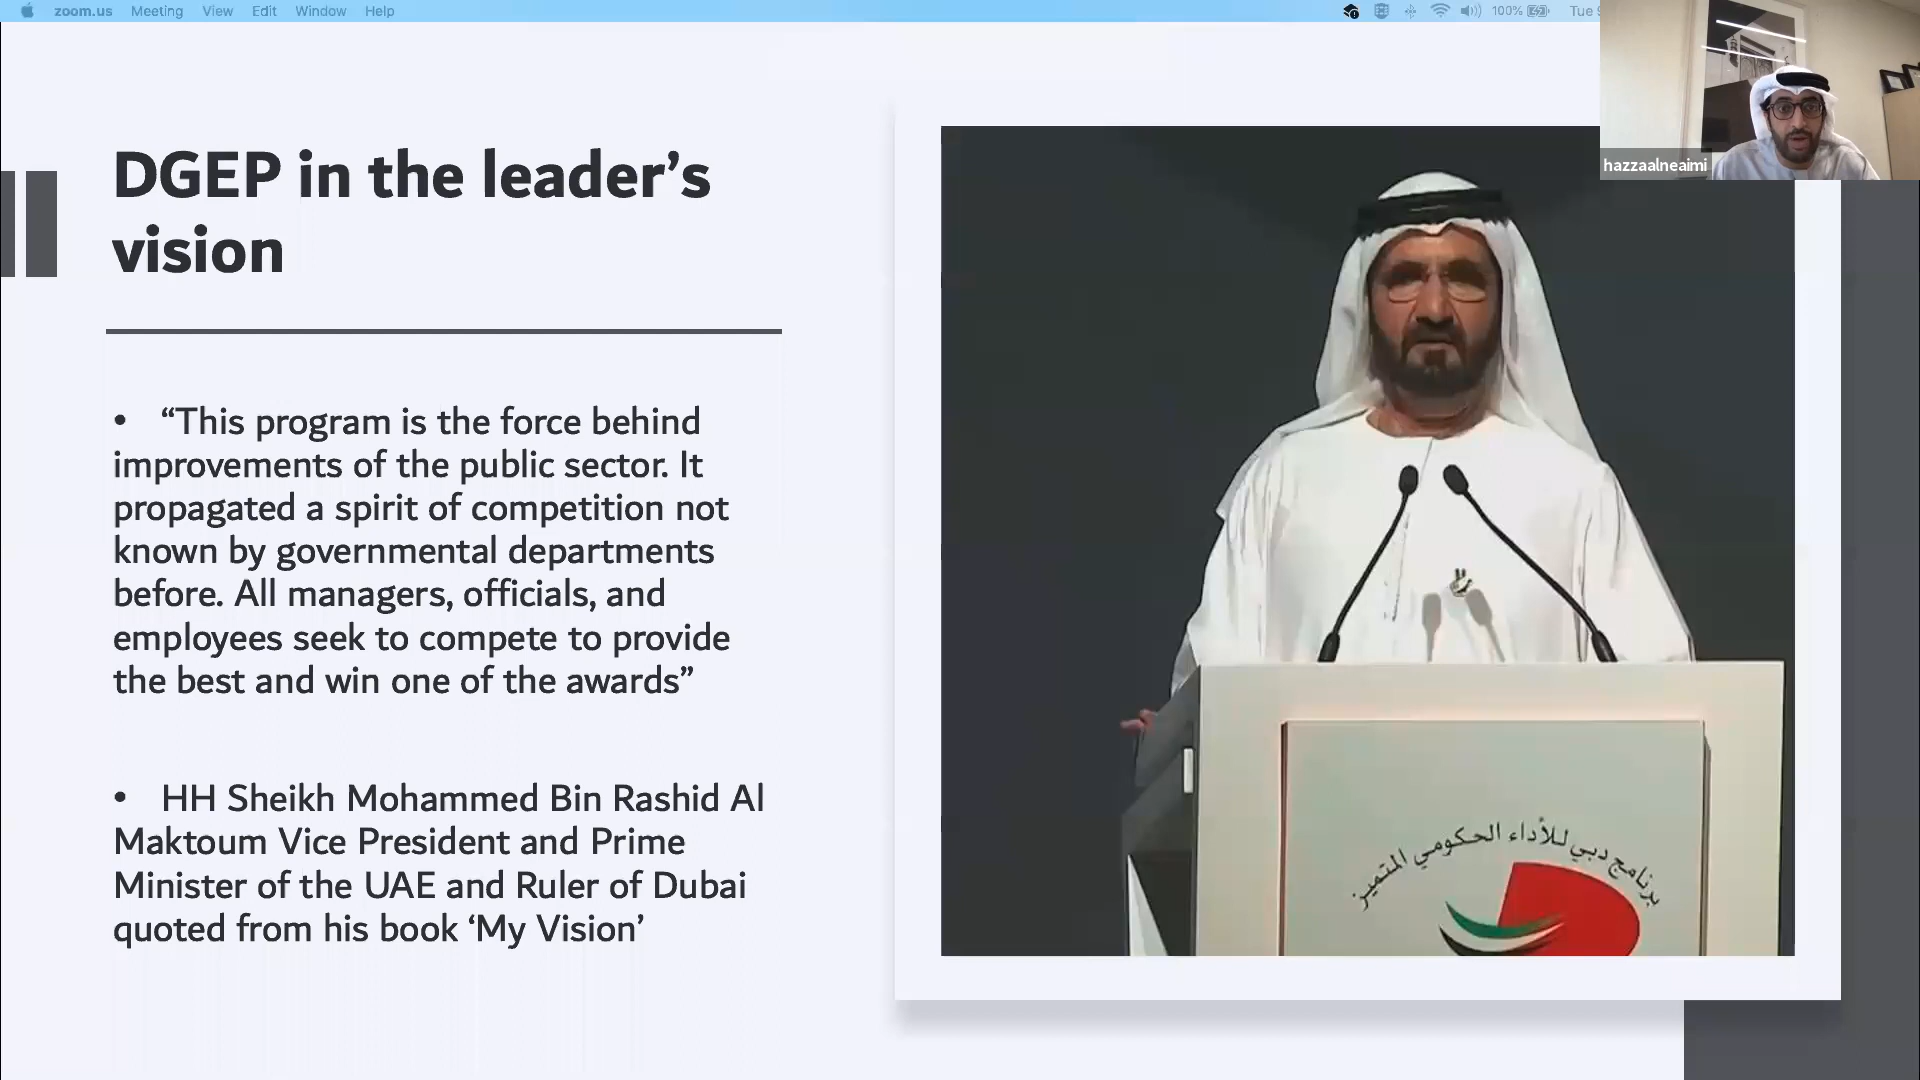 zoom.us Meeting View Edit Window Help 100% Tue
hazzaalneaimi
DGEP in the leader’s
vision
• “This program is the force behind
improvements of the public sector. It
propagated a spirit of competition not
known by governmental departments
before. All managers, officials, and
employees seek to compete to provide
the best and win one of the awards”
• HH Sheikh Mohammed Bin Rashid Al
Maktoum Vice President and Prime
Minister of the UAE and Ruler of Dubai
quoted from his book ‘My Vision’
برنامج دبي للأداء الحكومي المتميز